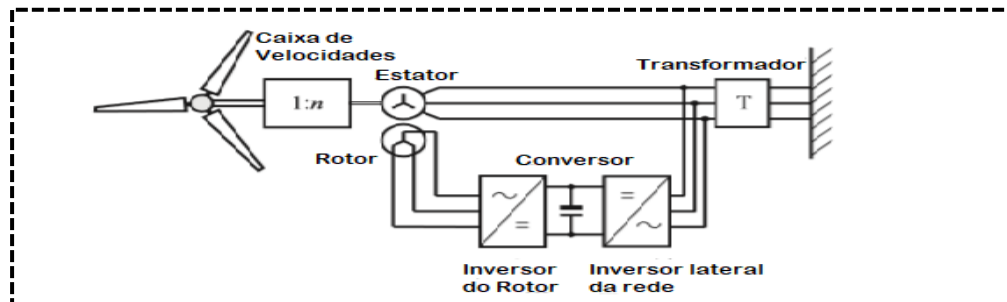 Caixa de
Velocidades
Estator
Transformador
1:n
T
Rotor
Conversor
~
=
=
~
Inversor
do Rotor
Inversor lateral
da rede